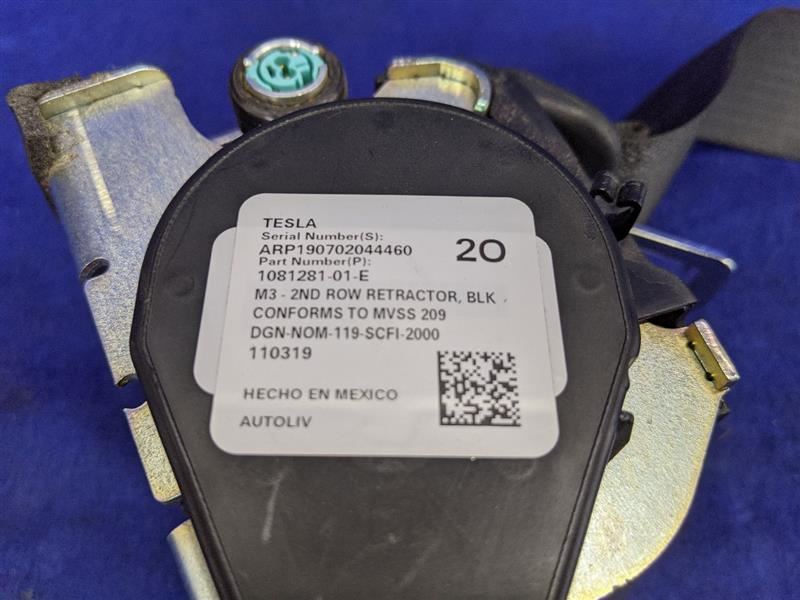 TESLA
Serial Number(S):
ARP190702044460
20
Part Number(P):
1081281-01-E
M3 - 2ND ROW RETRACTOR, BLK
CONFORMS TO MVSS 209
DGN-NOM-119-SCFI-2000
110319
HECHO EN MEXICO
AUTOLIV